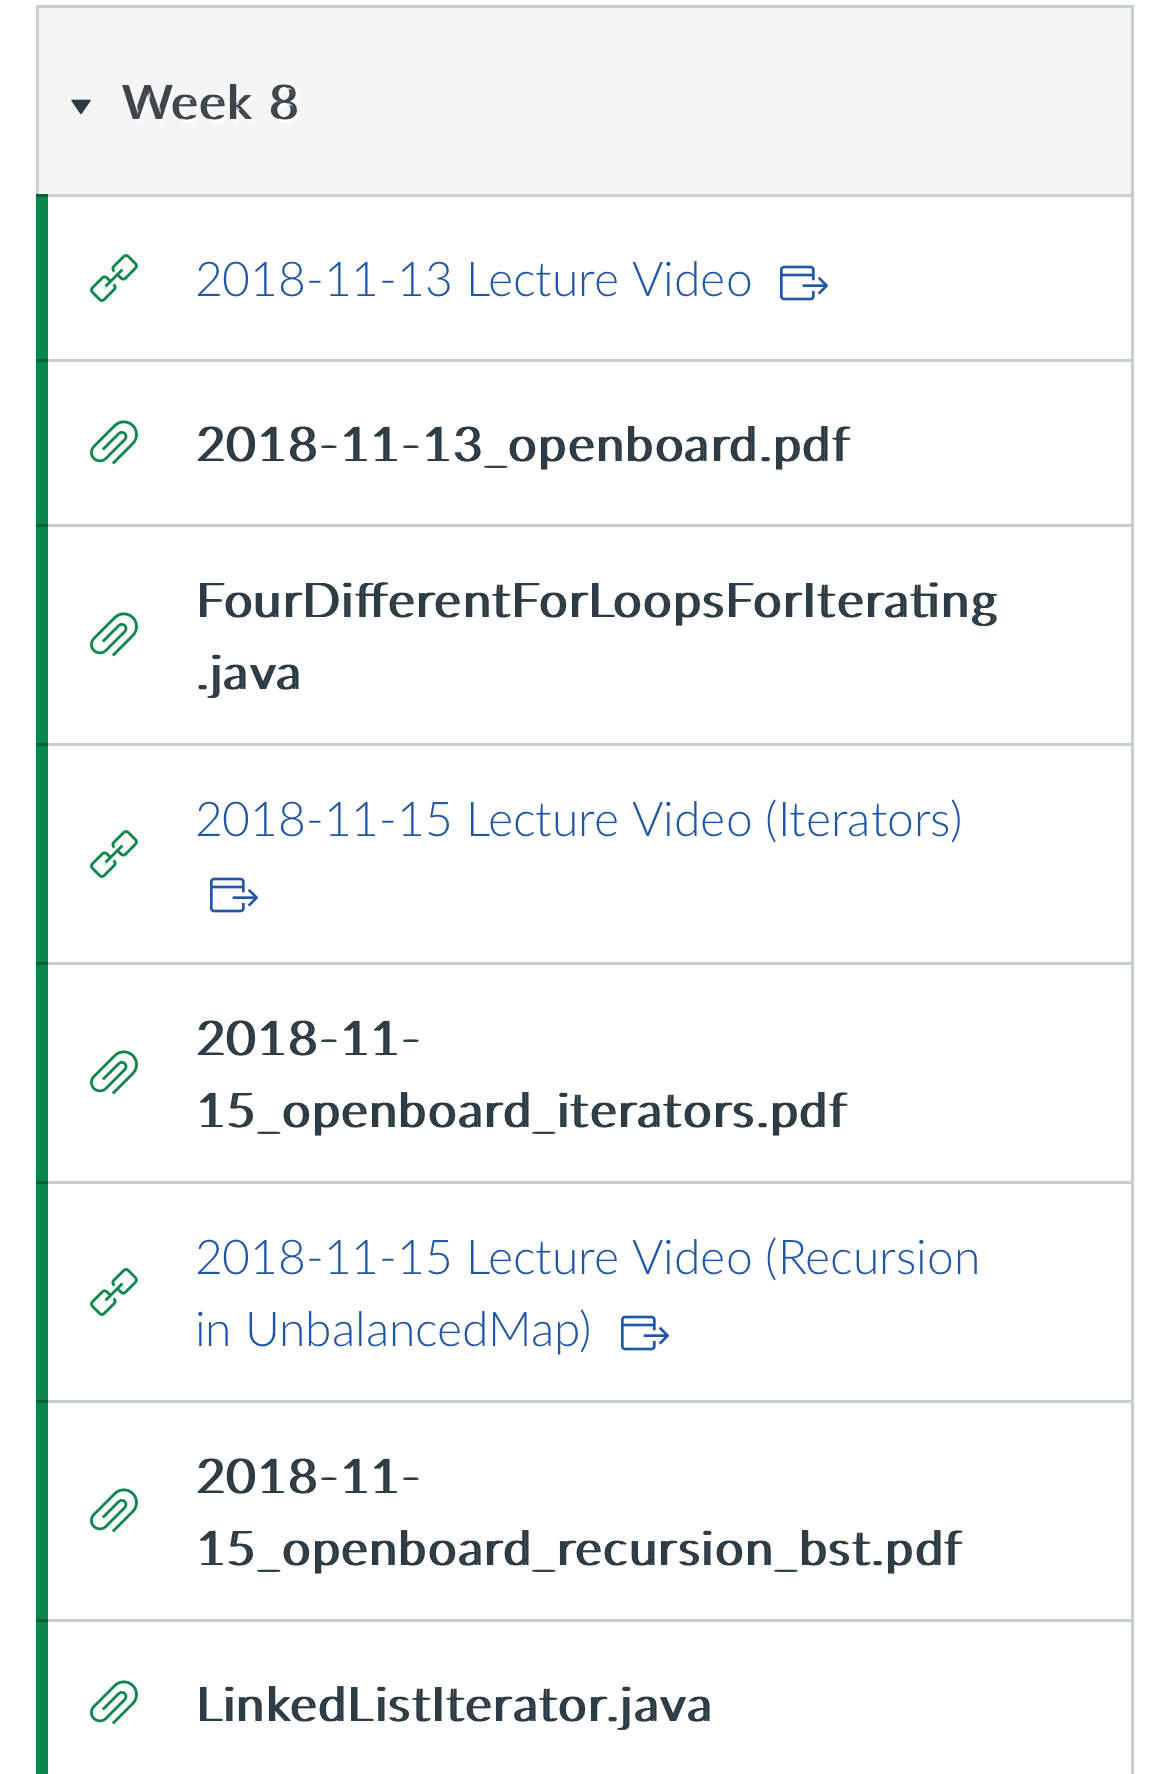 Week 8
2018-11-13 Lecture Video
2018-11-13_openboard.pdf
FourDifferentForLoopsForIterating
.java
2018-11-15 Lecture Video (Iterators)
2018-11-
15_openboard_iterators.pdf
2018-11-15 Lecture Video (Recursion
in UnbalancedMap)
2018-11-
15_openboard_recursion_bst.pdf
LinkedListIterator.java